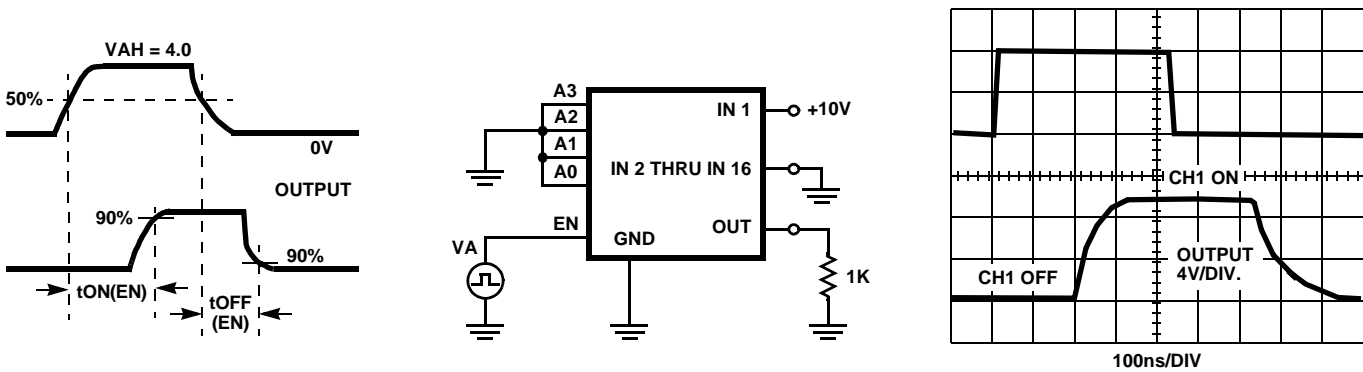 VAH = 4.0
50%
0V
OUTPUT
90%
90%
tON(EN)
tOFF
(EN)
A3
A2
A1
A0
EN
VA
IN 1
+10V
IN 2 THRU IN 16
OUT
GND
1K
CH1 ON
CH1 OFF
OUTPUT
4V/DIV.
100ns/DIV